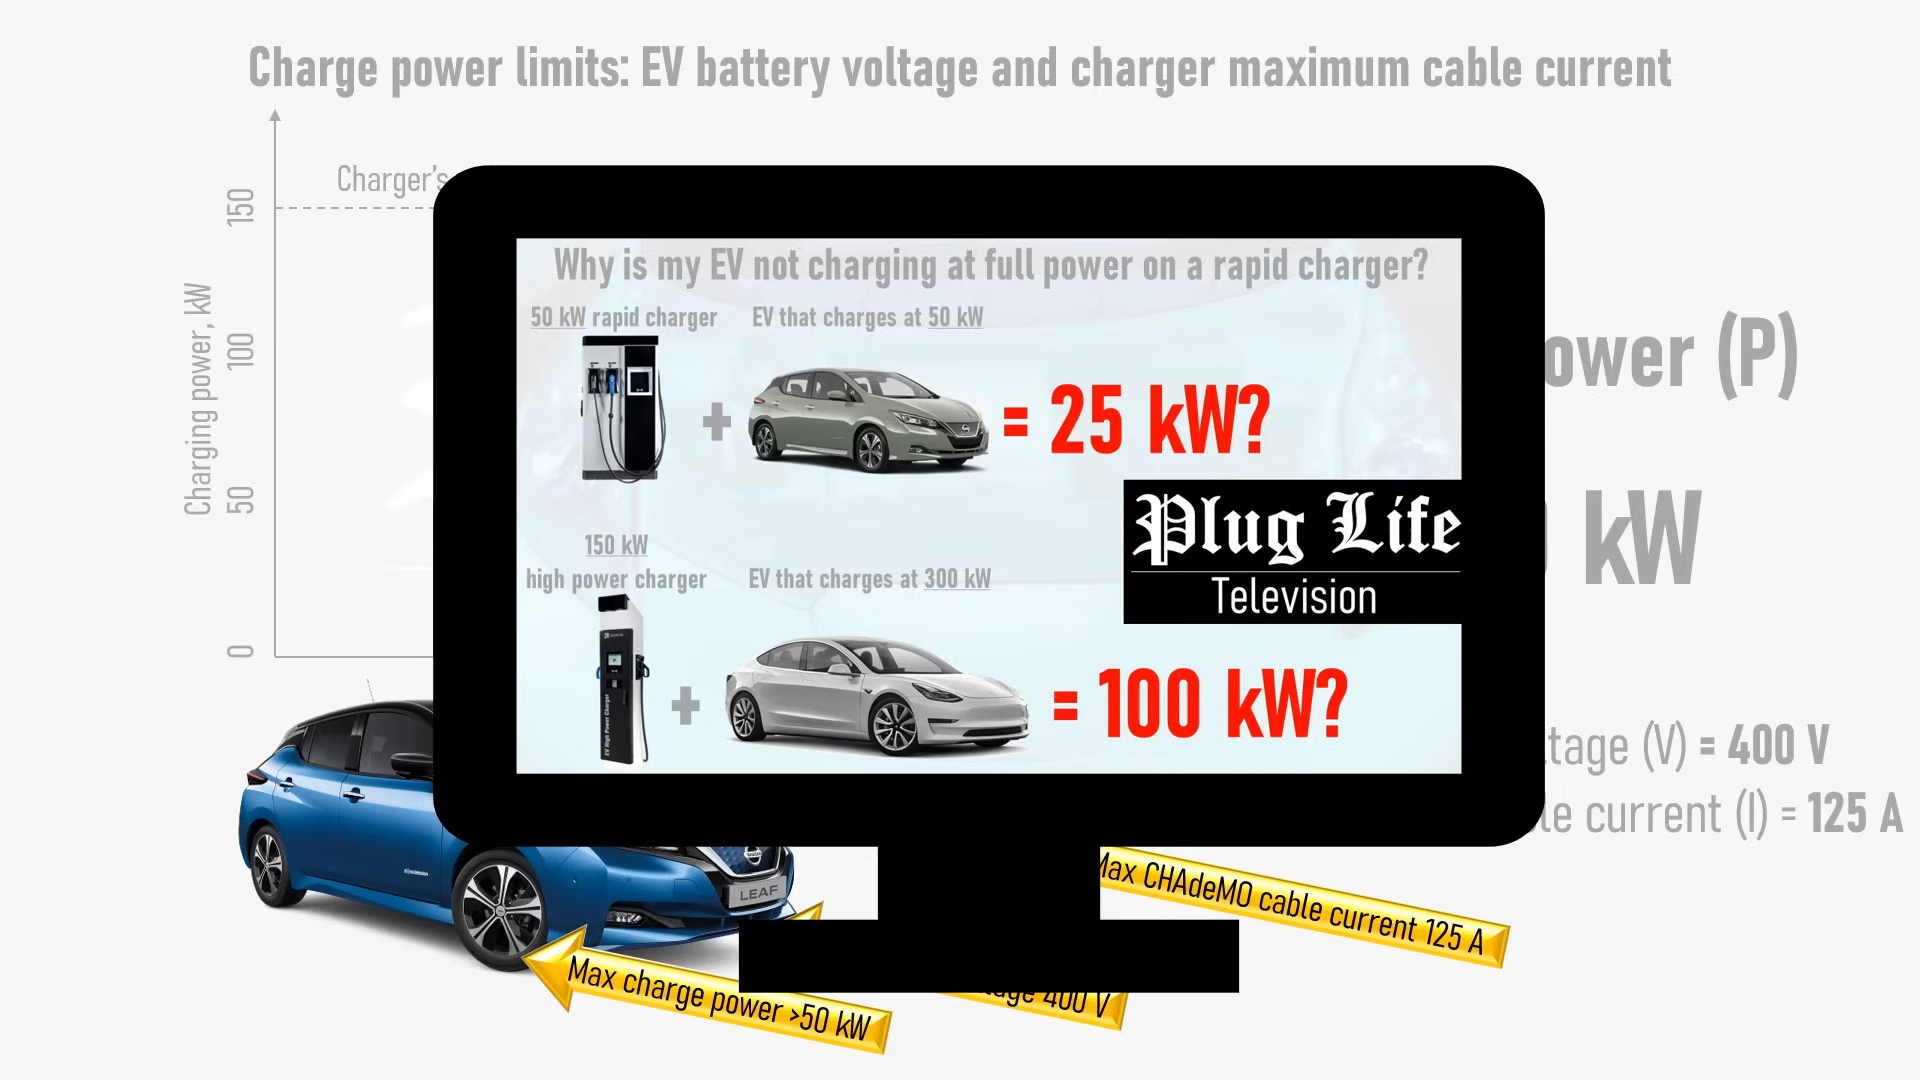 Charge power limits: EV battery voltage and charger maximum cable current
Charger's
150
100
50
0
Charging power, kW
Why is my EV not charging at full power on a rapid charger?
50 kW rapid charger
EV that charges at 50 kW
+
= 25 kW?
150 kW
high power charger
EV that charges at 300 kW
+
= 100 kW?
Plug Life
Television
ower (P)
kW
tage (V) = 400 V
le current (I) = 125 A
LEAF
Max CHAdeMO cable current 125 A
Max charge power >50 kW
tage 400 V